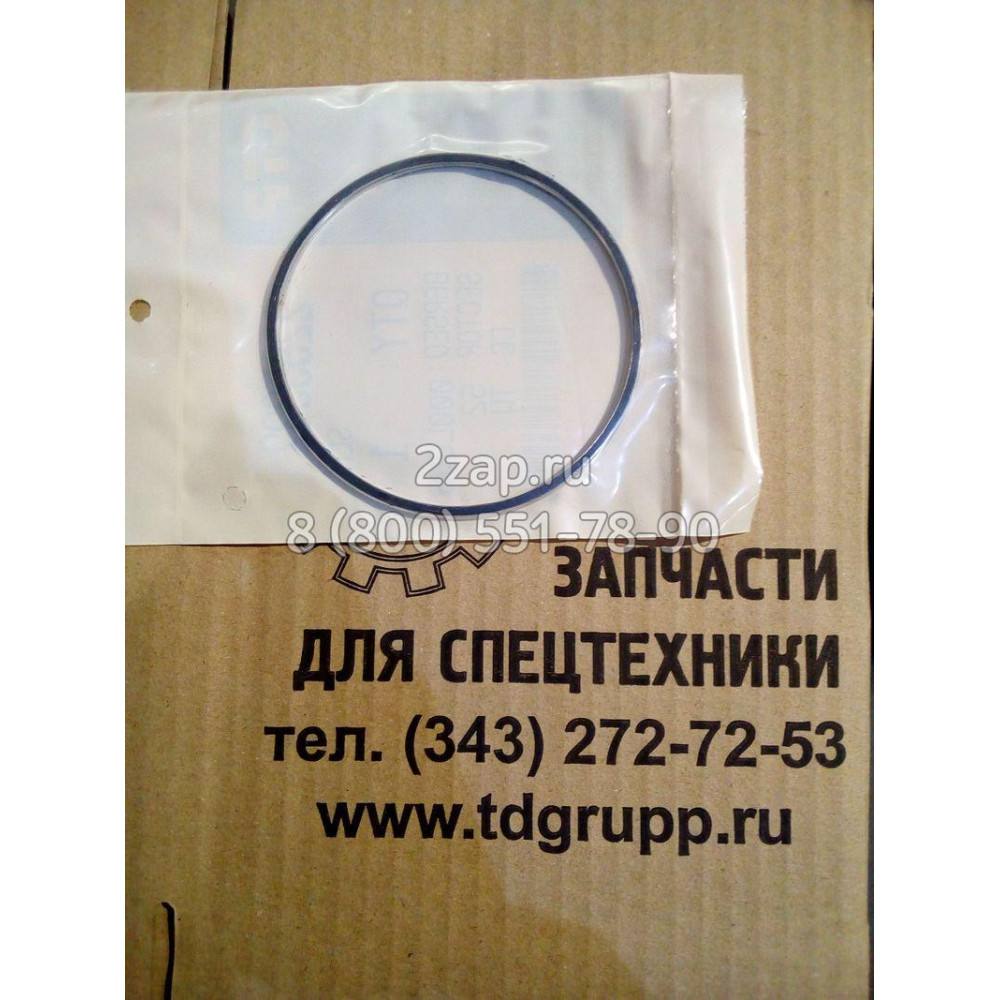 2zap.ru
8 (800) 551-78-90
ЗАПЧАСТИ
ДЛЯ СПЕЦТЕХНИКИ
тел. (343) 272-72-53
www.tdgrupp.ru